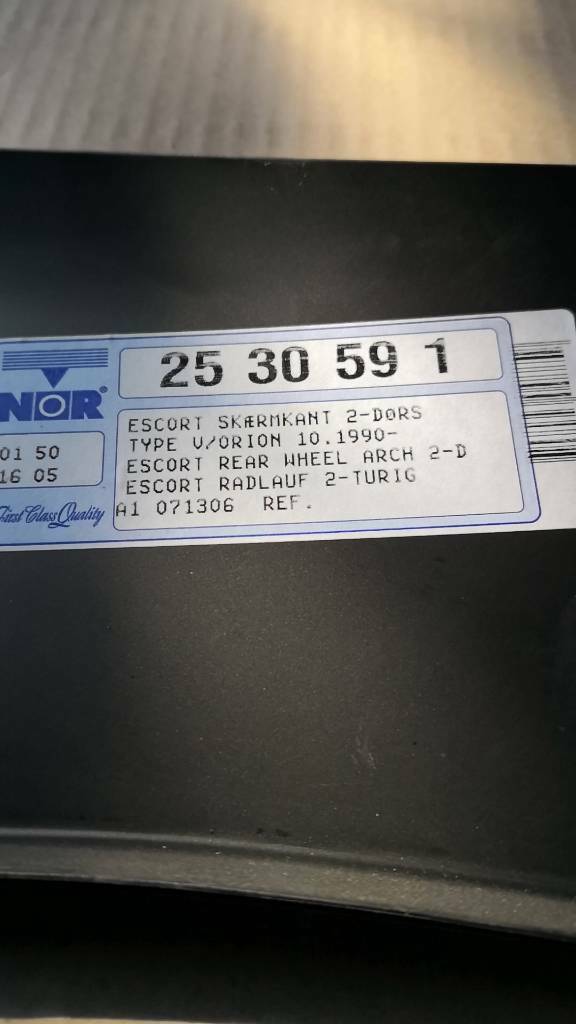 25 30 59 1
NOR®
01 50
16 05
First Class Quality
ESCORT SKÆRMKANT 2-DØRS
TYPE V/ORION 10.1990-
ESCORT REAR WHEEL ARCH 2-D
ESCORT RADLAUF 2-TURIG
A1 071306 REF.